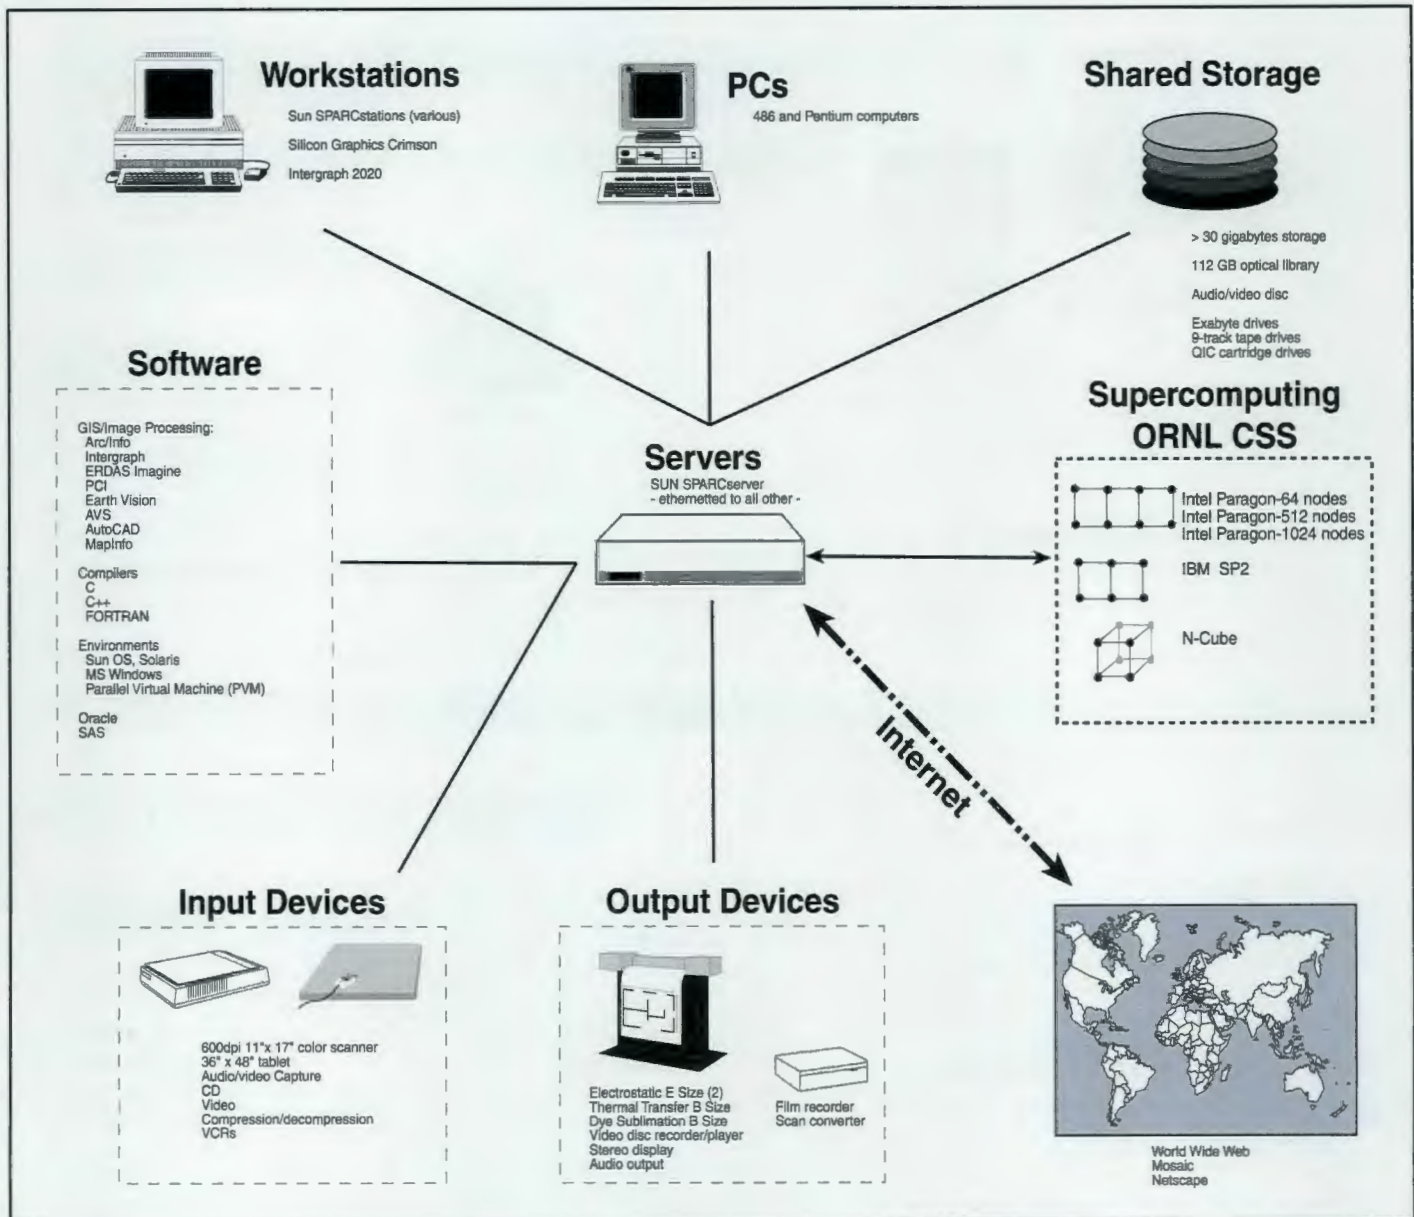 Workstations
Sun SPARCstations (various)
Silicon Graphics Crimson
Intergraph 2020
PCs
486 and Pentium computers
Shared Storage
> 30 gigabytes storage
112 GB optical library
Audio/video disc
Exabyte drives
9-track tape drives
QIC cartridge drives
Software
GIS/Image Processing:
Arc/Info
Intergraph
ERDAS Imagine
PCI
Earth Vision
AVS
AutoCAD
MapInfo
Compilers
C
C++
FORTRAN
Environments
Sun OS, Solaris
MS Windows
Parallel Virtual Machine (PVM)
Oracle
SAS
Servers
SUN SPARCserver
- ethernetted to all other -
Supercomputing
ORNL CSS
Intel Paragon-64 nodes
Intel Paragon-512 nodes
Intel Paragon-1024 nodes
IBM SP2
N-Cube
Internet
Input Devices
600dpi 11"x 17" color scanner
36" x 48" tablet
Audio/video Capture
CD
Video
Compression/decompression
VCRs
Output Devices
Electrostatic E Size (2)
Thermal Transfer B Size
Dye Sublimation B Size
Video disc recorder/player
Stereo display
Audio output
Film recorder
Scan converter
World Wide Web
Mosaic
Netscape